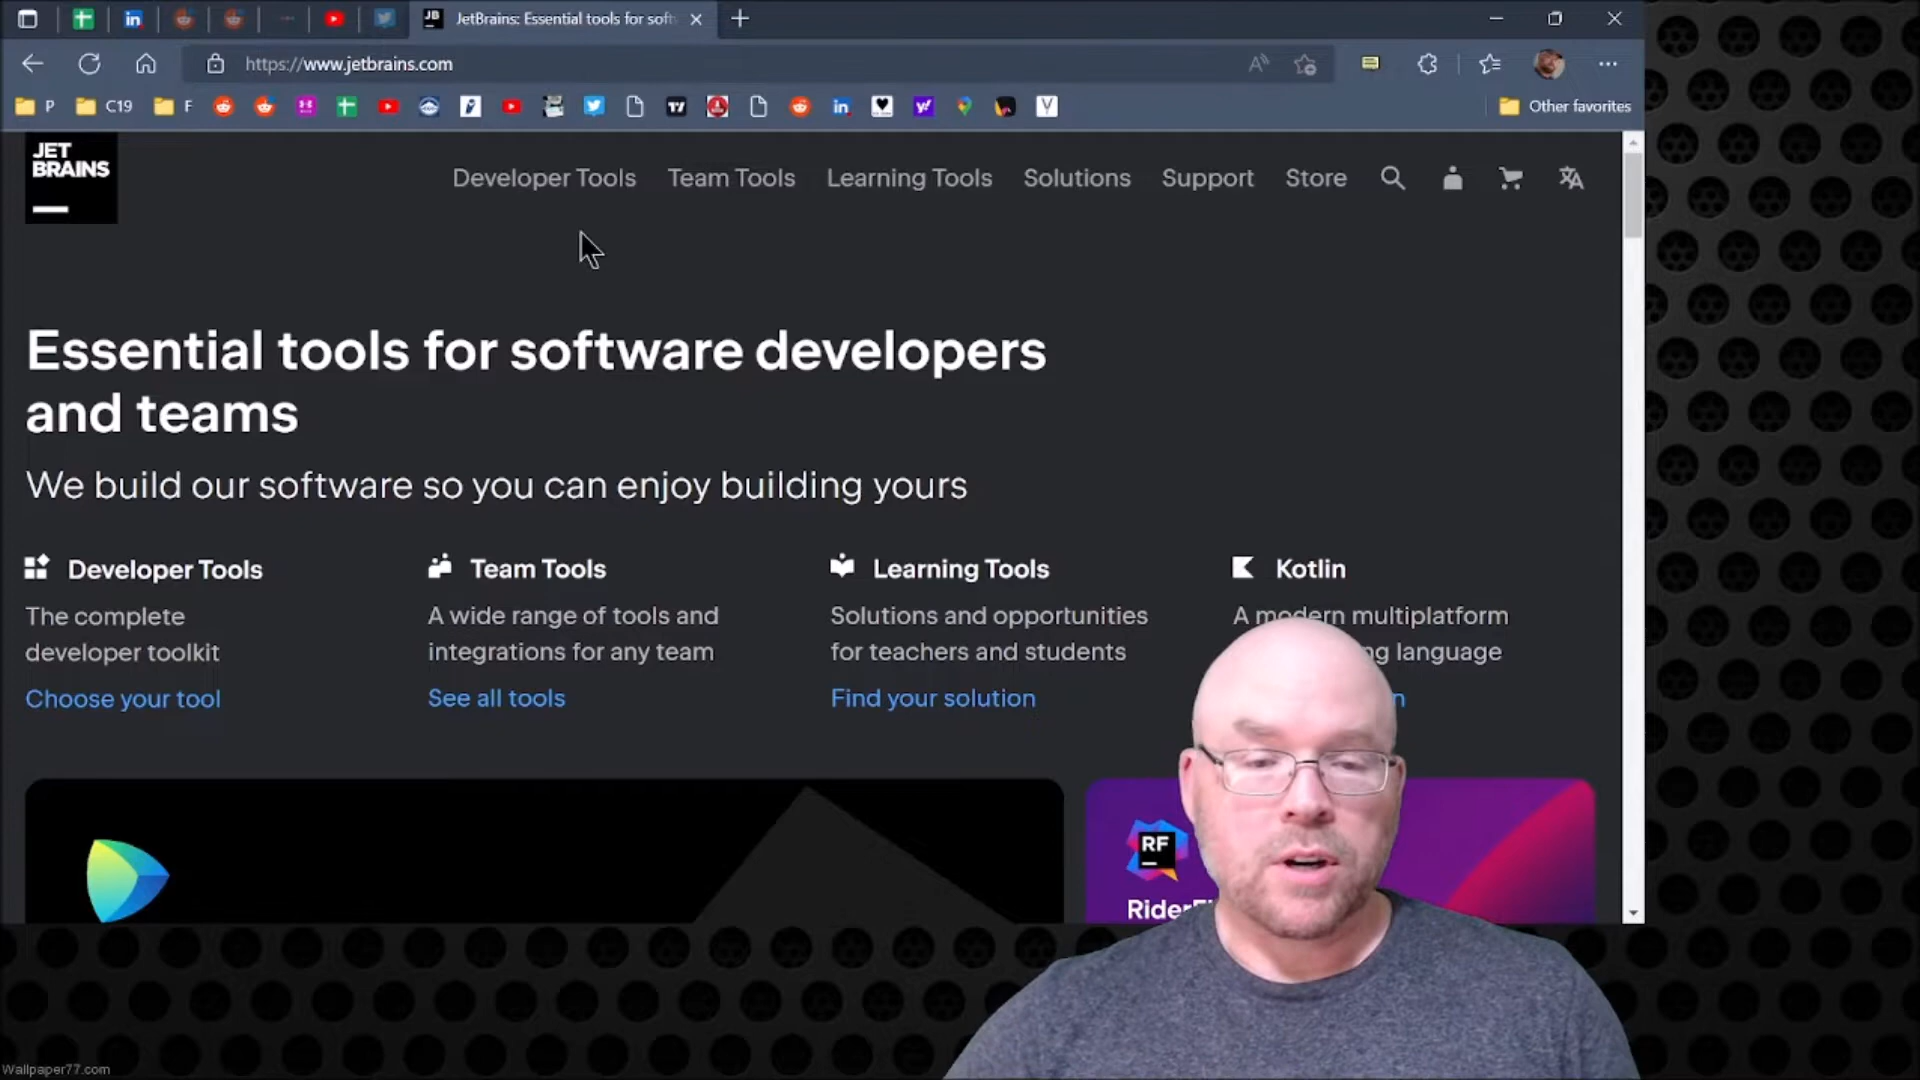 JetBrains: Essential tools for soft
https://www.jetbrains.com
P
C19
F
Other favorites
JET
BRAINS
Developer Tools
Team Tools
Learning Tools
Solutions
Support
Store
Essential tools for software developers
and teams
We build our software so you can enjoy building yours
Developer Tools
The complete
developer toolkit
Choose your tool
Team Tools
A wide range of tools and
integrations for any team
See all tools
Learning Tools
Solutions and opportunities
for teachers and students
Find your solution
Kotlin
A modern multiplatform
language
RF
Wallpaper77.com